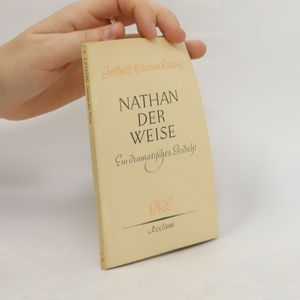 Gotthold Ephraim Lessing
NATHAN
DER
WEISE
Ein dramatisches Gedicht
Reclam